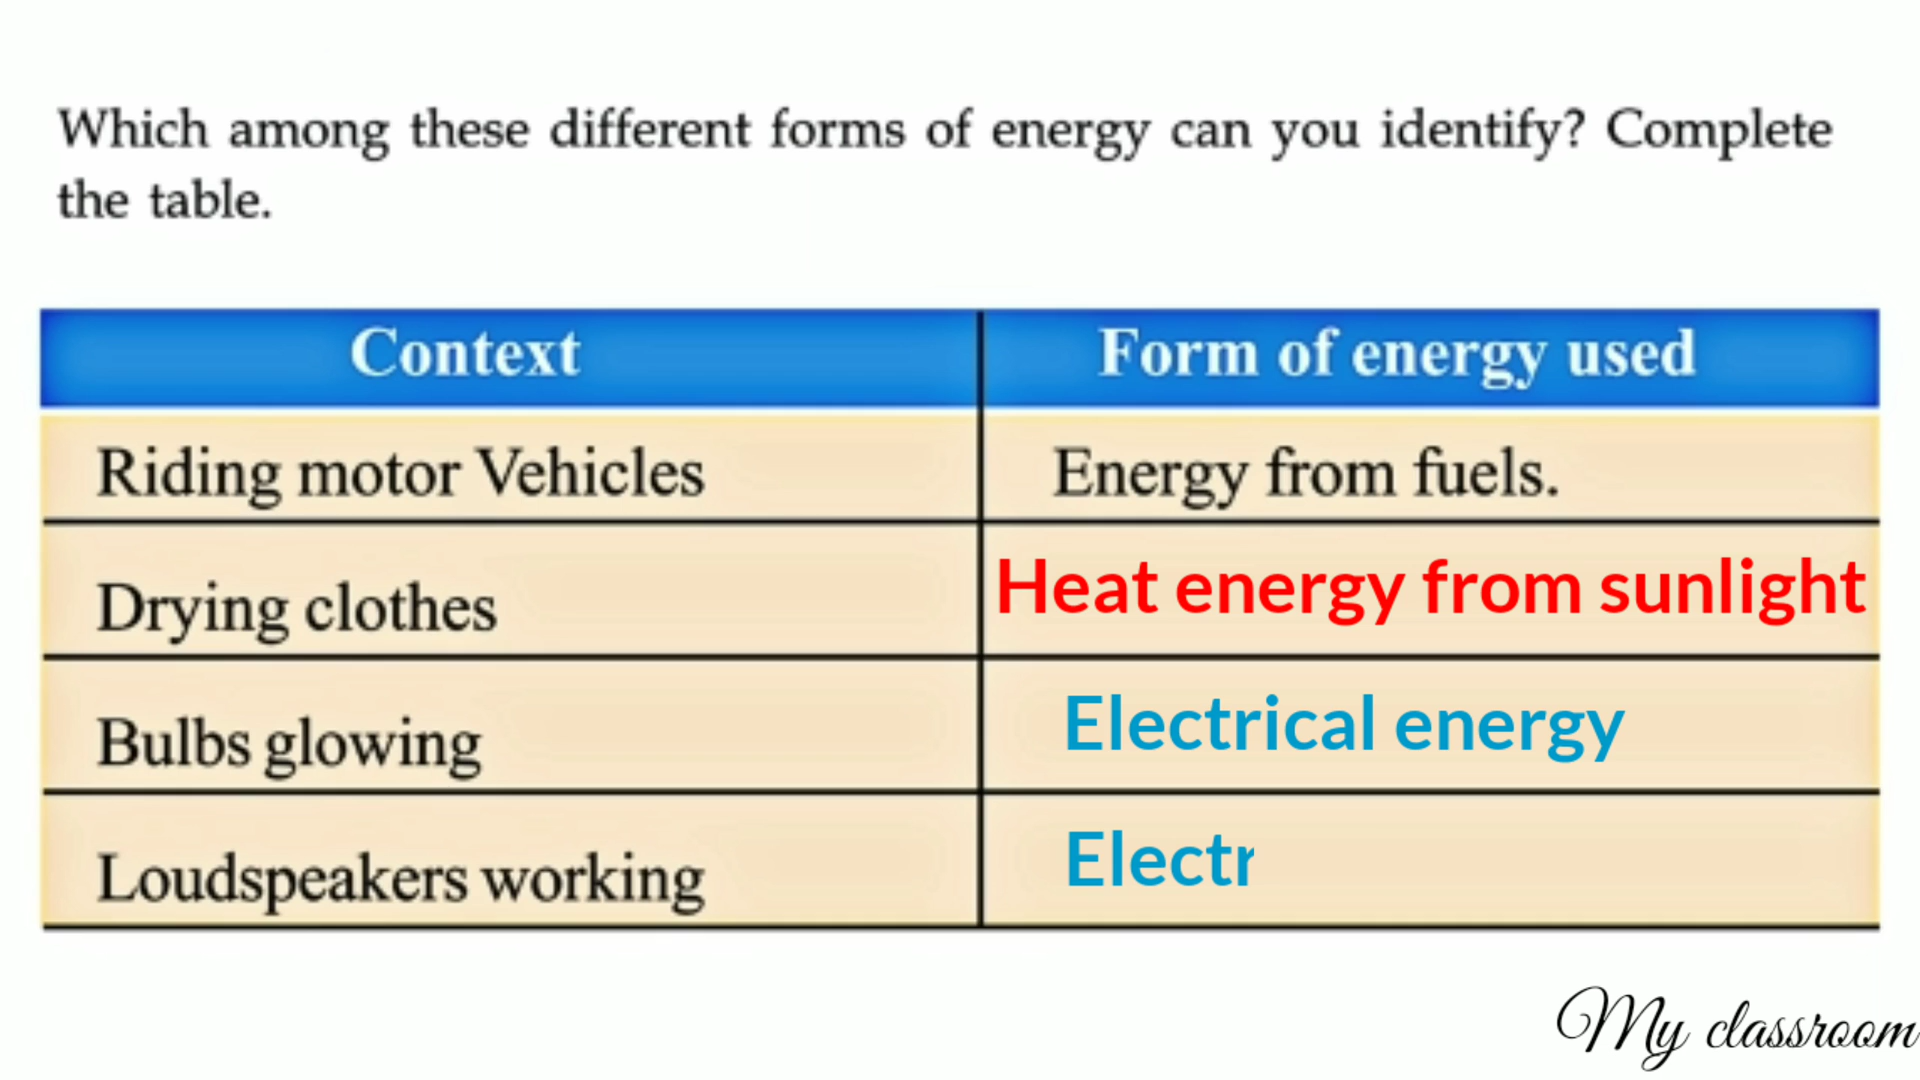 Which among these different forms of energy can you identify? Complete
the table.
Context
Form of energy used
Riding motor Vehicles
Energy from fuels.
Drying clothes
Heat energy from sunlight
Bulbs glowing
Electrical energy
Loudspeakers working
Electr
My classroom